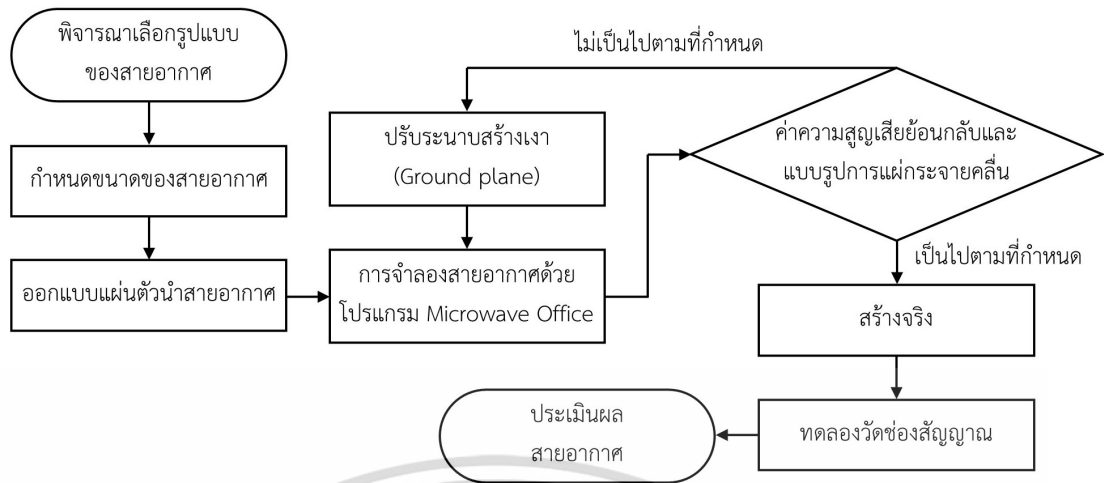 พิจารณาเลือกรูปแบบ
ของสายอากาศ
กำหนดขนาดของสายอากาศ
ออกแบบแผ่นตัวนำสายอากาศ
ไม่เป็นไปตามที่กำหนด
ปรับระนาบสร้างเงา
(Ground plane)
การจำลองสายอากาศด้วย
โปรแกรม Microwave Office
ค่าความสูญเสียย้อนกลับและ
แบบรูปการแผ่กระจายคลื่น
เป็นไปตามที่กำหนด
สร้างจริง
ทดลองวัดช่องสัญญาณ
ประเมินผล
สายอากาศ